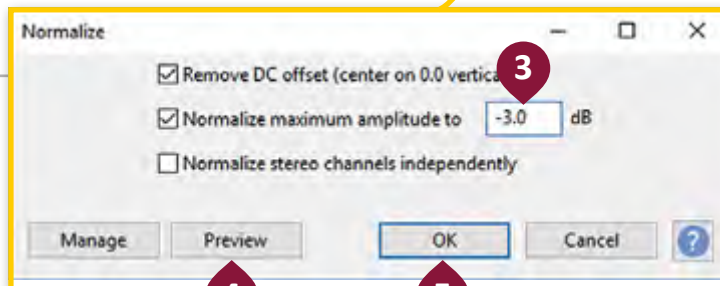 Normalize
Remove DC offset (center on 0.0
3
Normalize maximum amplitude to -3.0 dB
Normalize stereo channels independently
Manage Preview OK Cancel ?